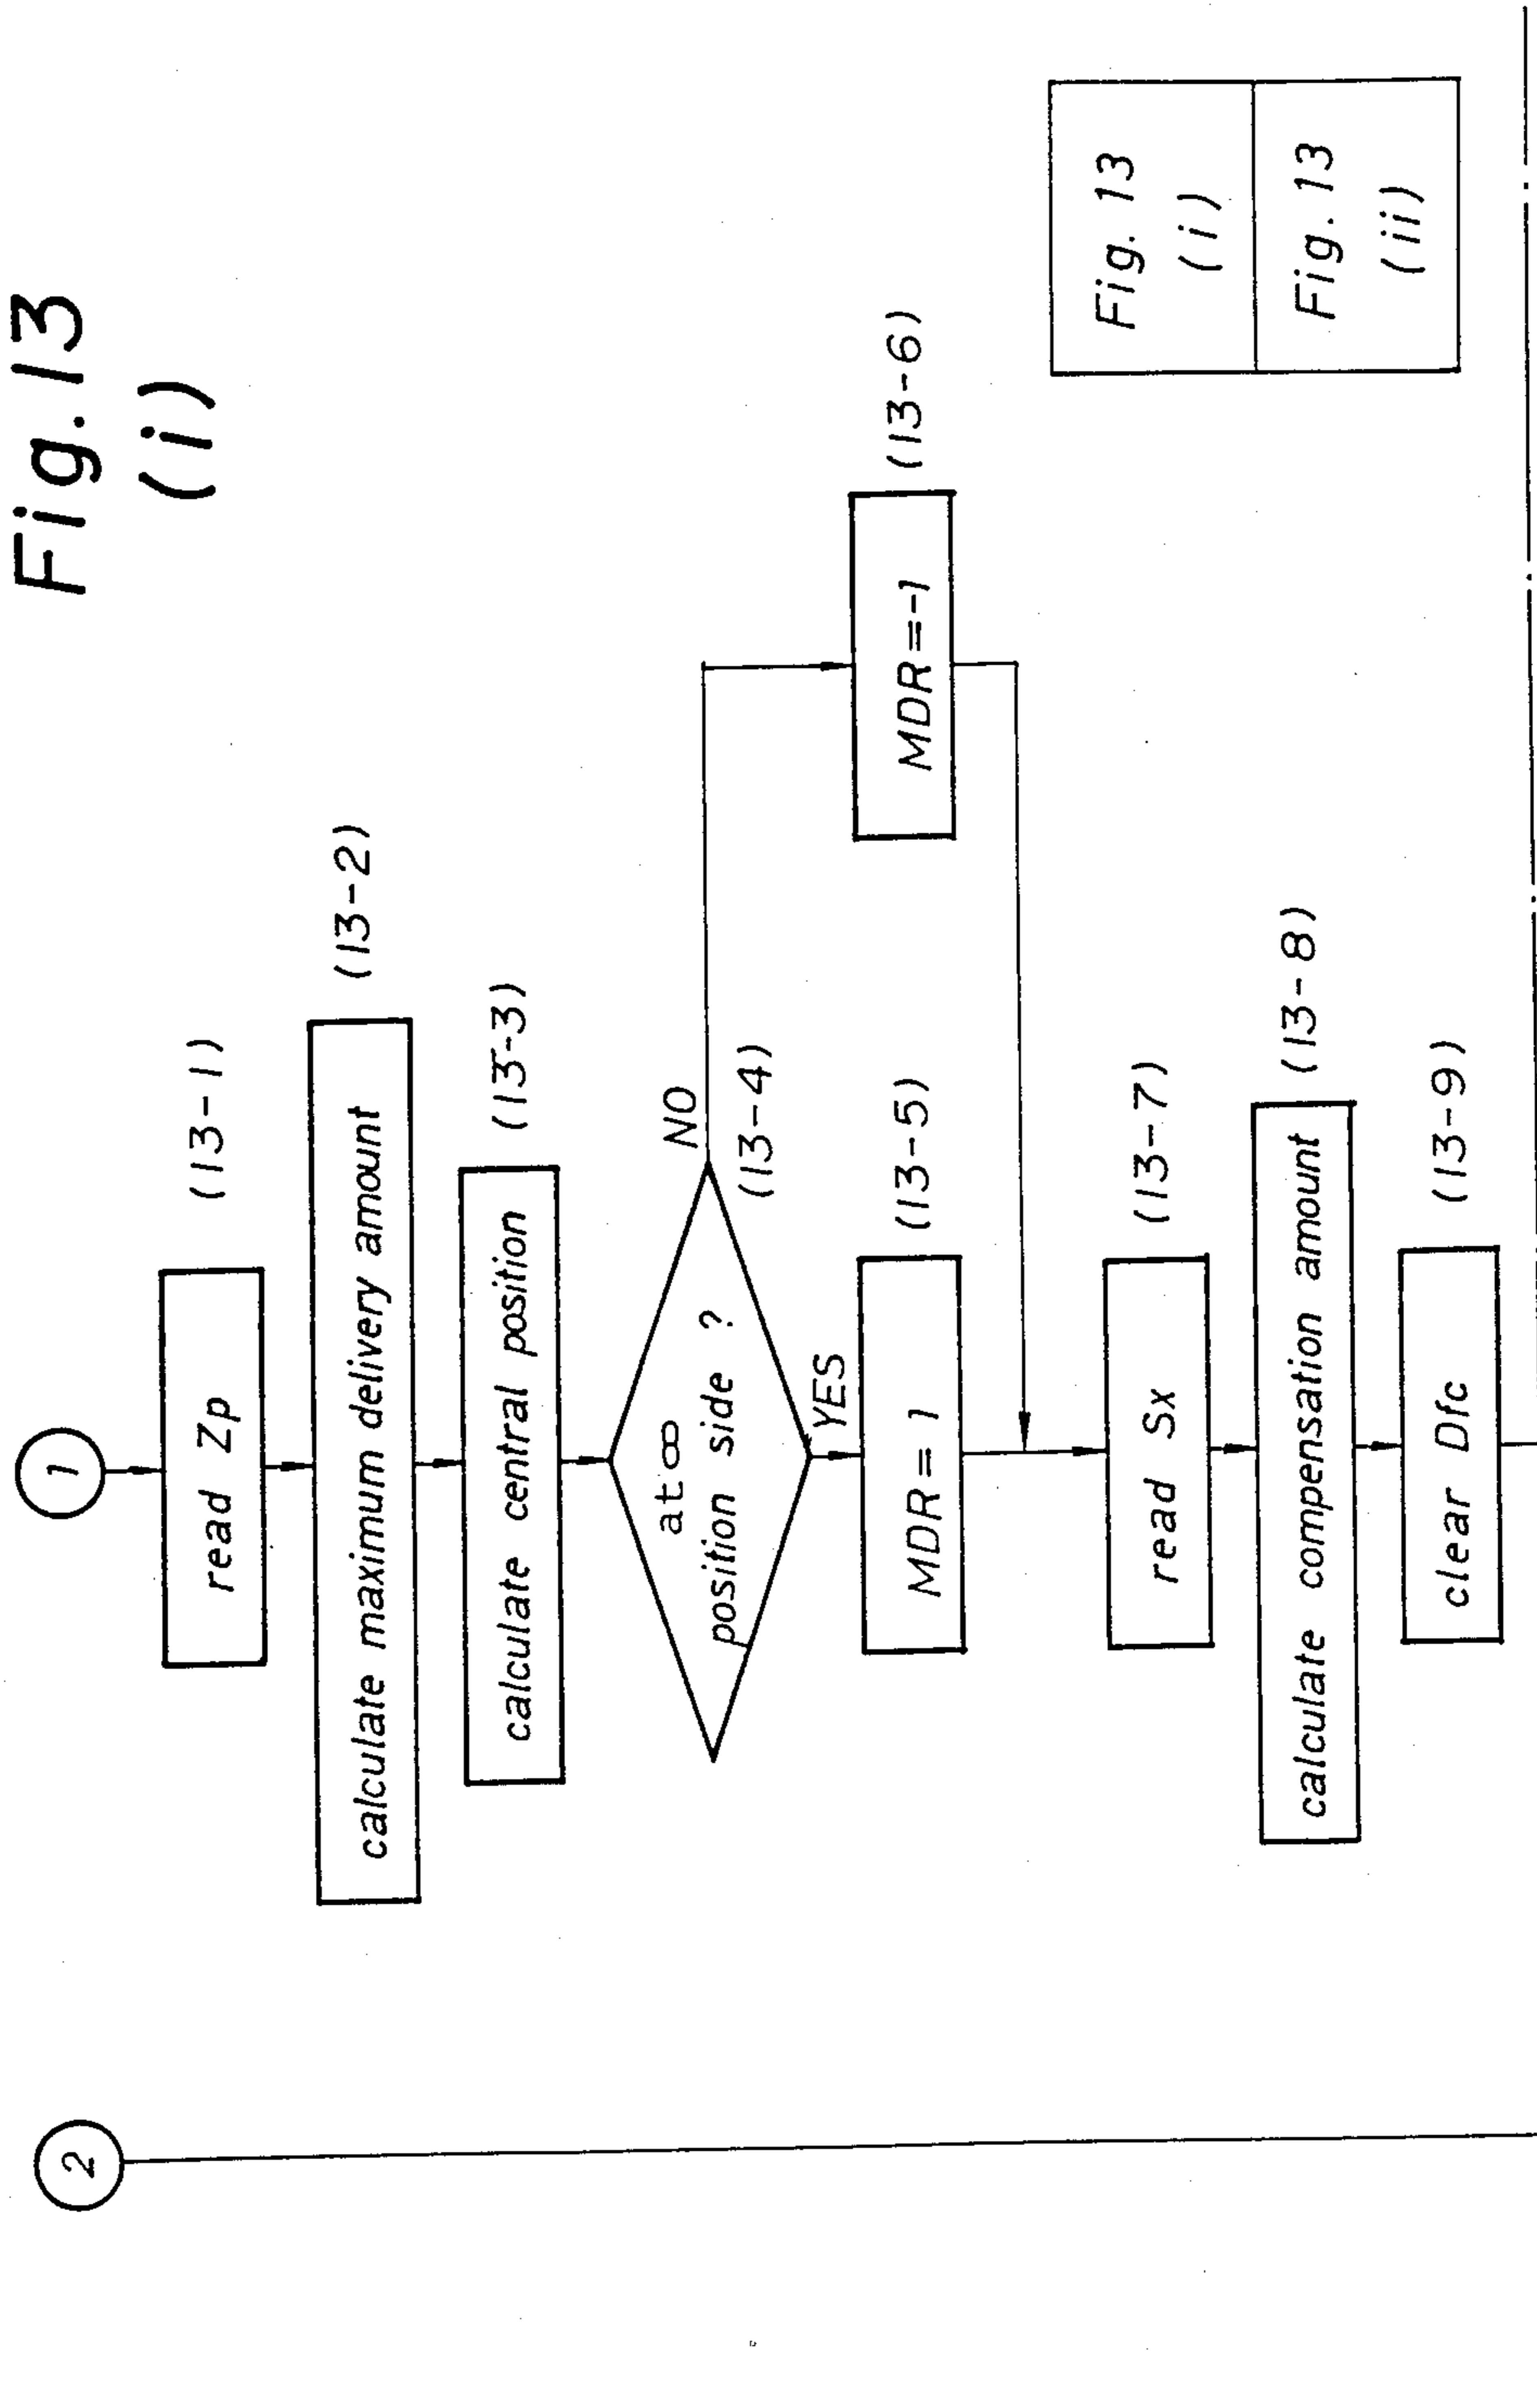 Fig. 13
(i)
1
2
read Zp
(13-1)
calculate maximum delivery amount
(13-2)
calculate central position
(13-3)
at ∞
position side ?
NO
(13-4)
YES
MDR = 1
(13-5)
MDR=-1
(13-6)
read Sx
(13-7)
calculate compensation amount
(13-8)
clear Dfc
(13-9)
Fig. 13
(i)
Fig. 13
(ii)